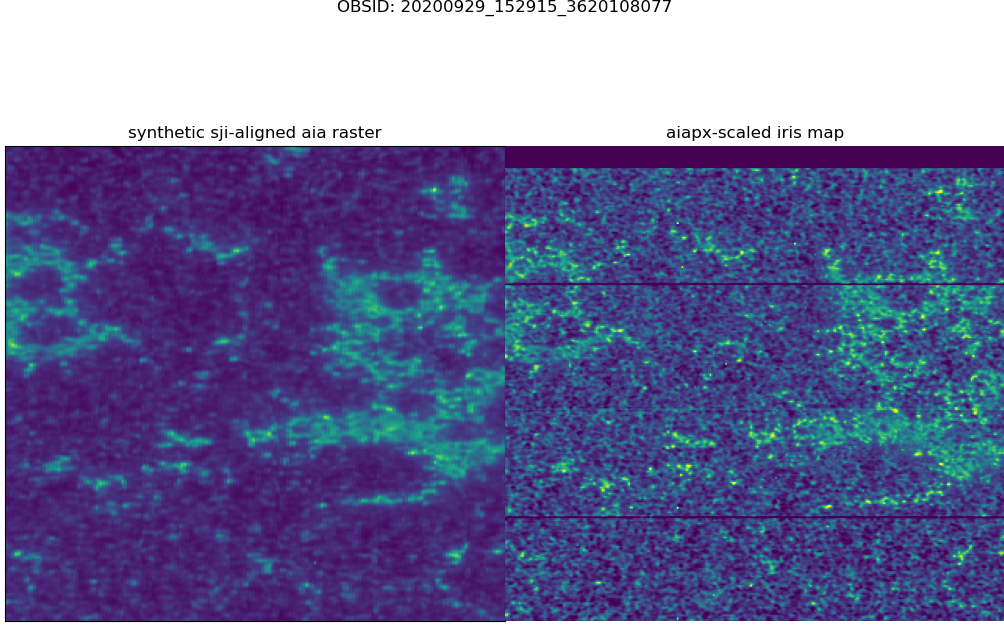 OBSID: 20200929_152915_3620108077
synthetic sji-aligned aia raster
aiapx-scaled iris map